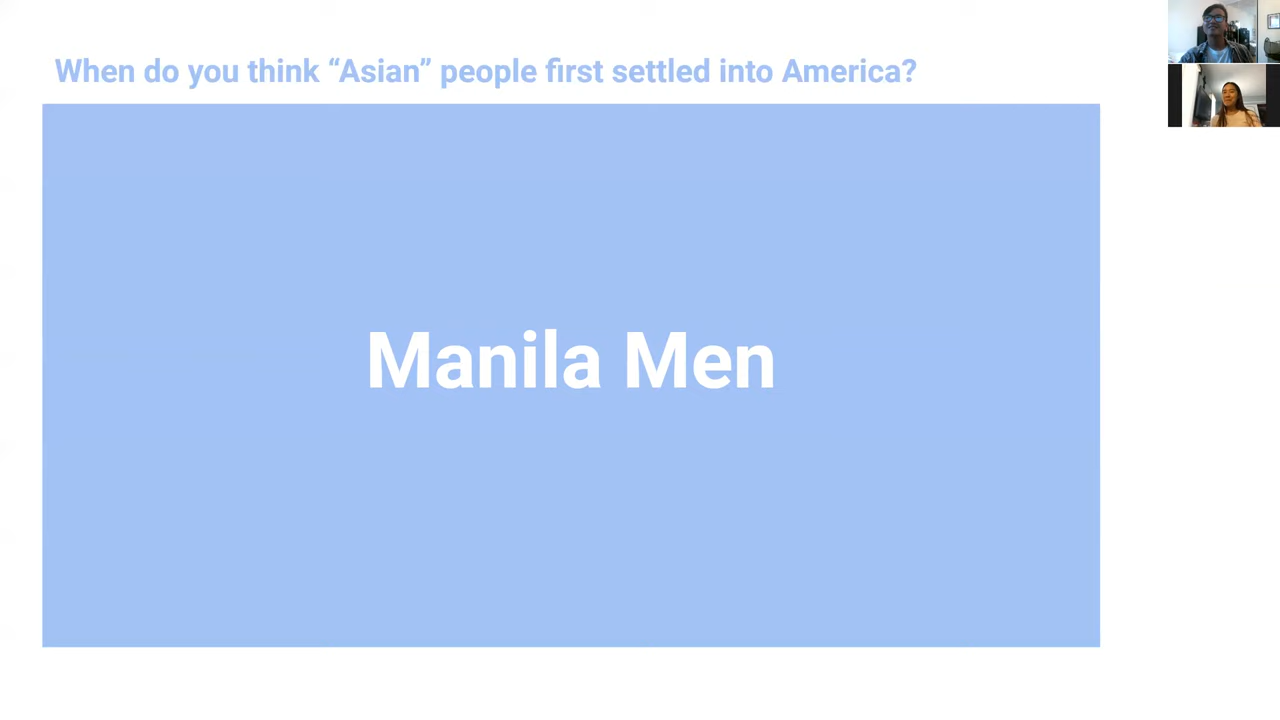 When do you think “Asian” people first settled into America?
Manila Men